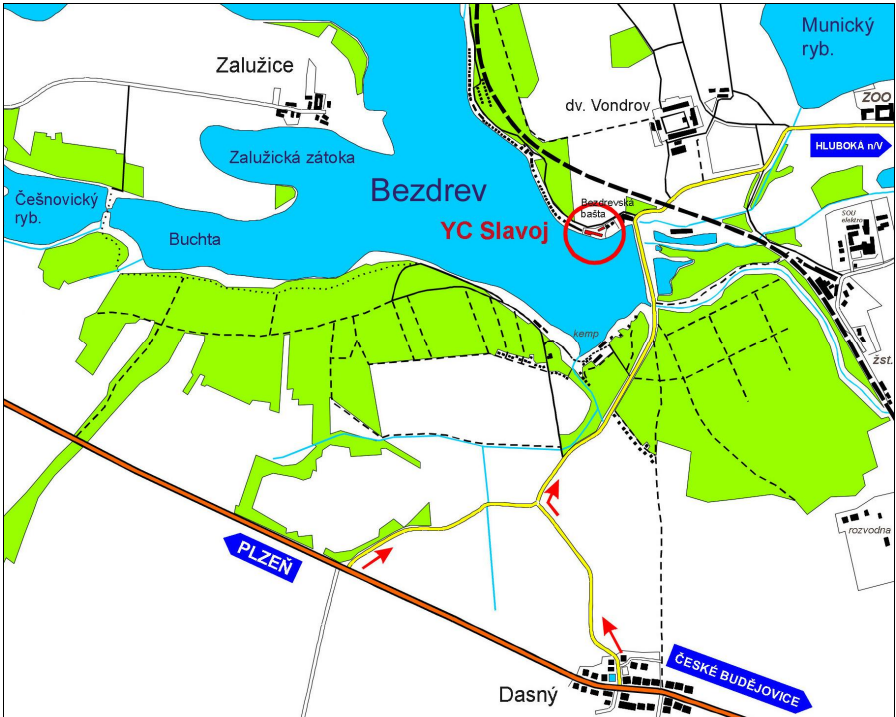 Munický
ryb.
Zalužice
ZOO
dv. Vondrov
HLUBOKÁ n/V
Zalužická zátoka
Bezdrev
Češnovický
ryb.
Bezdrevská
bašta
YC Slavoj
SOU
elektro
Buchta
kemp
žst.
rozvodna
PLZEŇ
ČESKÉ BUDĚJOVICE
Dasný